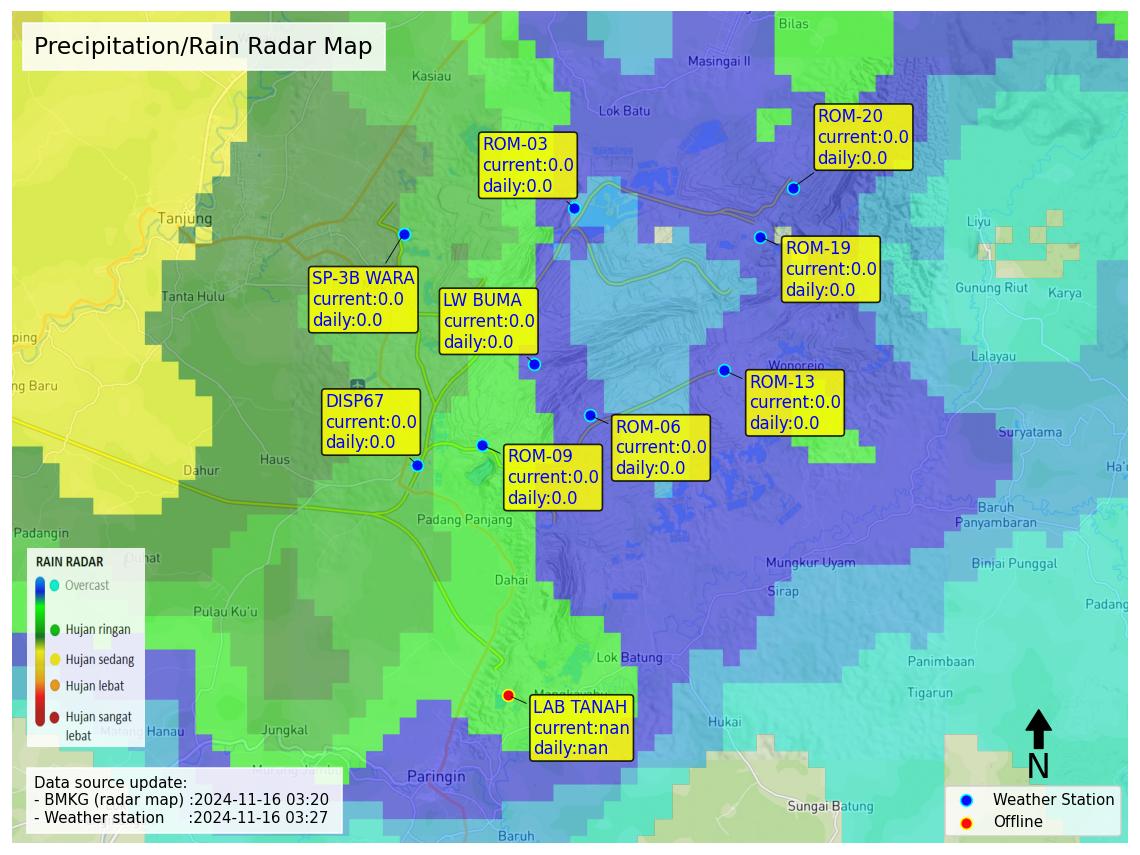 Precipitation/Rain Radar Map
Bilas
Masingai II
Kasiau
Lok Batu
ROM-20
current:0.0
daily:0.0
ROM-03
current:0.0
daily:0.0
Tanjung
Liyu
ROM-19
current:0.0
daily:0.0
SP-3B WARA
current:0.0
daily:0.0
Tanta Hulu
LW BUMA
current:0.0
daily:0.0
Gunung Riut
Karya
ping
Lalayau
Wonorejo
ng Baru
ROM-13
current:0.0
daily:0.0
DISP67
current:0.0
daily:0.0
ROM-06
current:0.0
daily:0.0
Suryatama
ROM-09
current:0.0
daily:0.0
Haus
Dahur
Ha'u
Baruh
Panyambaran
Padang Panjang
Padangin
RAIN RADAR
Overcast
Hujan ringan
Hujan sedang
Hujan lebat
Hujan sangat
lebat
Mungkur Uyam
Binjai Punggal
Dahai
Sirap
Padang
Pulau Ku'u
Lok Batung
Panimbaan
Tigarun
Mangkayahu
LAB TANAH
current:nan
daily:nan
Hukai
Jungkal
Paringin
N
Data source update:
- BMKG (radar map) :2024-11-16 03:20
- Weather station :2024-11-16 03:27
Sungai Batung
Baruh
Weather Station
Offline